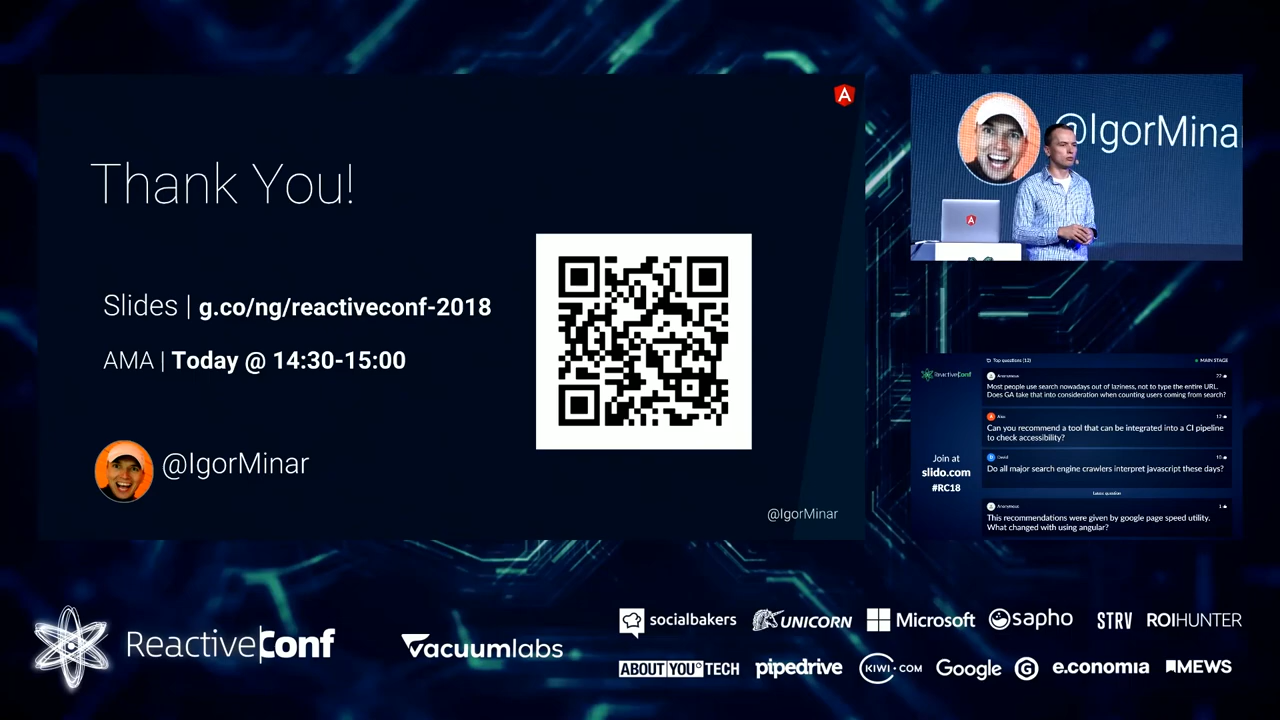 Thank You!
Slides | g.co/ng/reactiveconf-2018
AMA | Today @ 14:30-15:00
@IgorMinar
@IgorMinar
@IgorMina
Top questions (12)
MAIN STAGE
ReactiveConf
Join at
slido.com
#RC18
Anonymous
Most people use search nowadays out of laziness, not to type the entire URL.
Does GA take that into consideration when counting users coming from search?
Alex
12
Can you recommend a tool that can be integrated into a CI pipeline
to check accessibility?
David
10
Do all major search engine crawlers interpret javascript these days?
Latest question
Anonymous
1
This recommendations were given by google page speed utility.
What changed with using angular?
ReactiveConf
vacuumlabs
socialbakers
UNICORN
Microsoft
sapho
STRV
ROIHUNTER
ABOUT YOU TECH
pipedrive
KIWI.COM
Google
G
e.conomia
MEWS